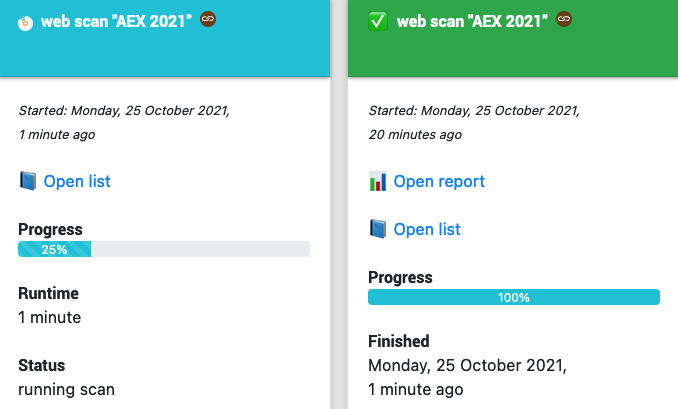 web scan "AEX 2021"
Started: Monday, 25 October 2021,
1 minute ago
Open list
Progress
25%
Runtime
1 minute
Status
running scan
web scan "AEX 2021"
Started: Monday, 25 October 2021,
20 minutes ago
Open report
Open list
Progress
100%
Finished
Monday, 25 October 2021,
1 minute ago